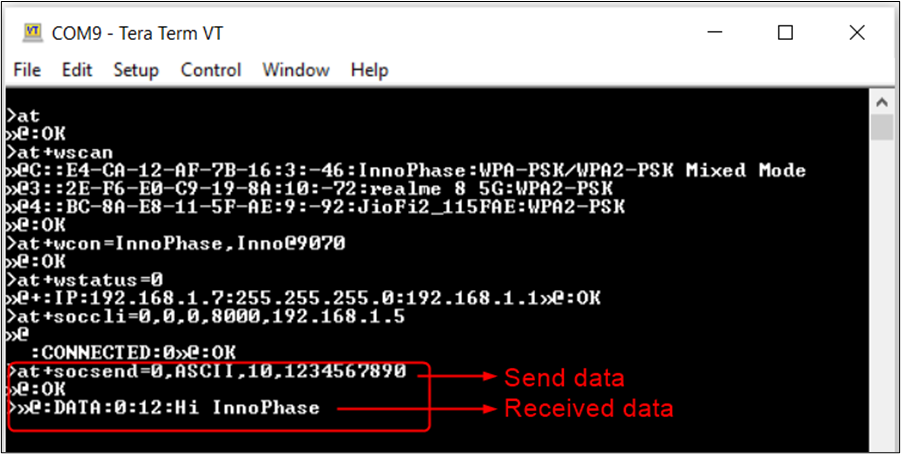 COM9 - Tera Term VT
File Edit Setup Control Window Help
>at
»@:OK
>at+wscan
»@C::E4-CA-12-AF-7B-16:3:-46:InnoPhase:WPA-PSK/WPA2-PSK Mixed Mode
»@3::2E-F6-E0-C9-19-8A:10:-72:realme 8 5G:WPA2-PSK
»@4::BC-8A-E8-11-5F-AE:9:-92:JioFi2_115FAE:WPA2-PSK
»@:OK
>at+wcon=InnoPhase,Inno@9070
»@:OK
>at+wstatus=0
»@+:IP:192.168.1.7:255.255.255.0:192.168.1.1»@:OK
>at+soccli=0,0,0,8000,192.168.1.5
»@
:CONNECTED:0»@:OK
>at+socsend=0,ASCII,10,1234567890 Send data
»@:OK
>»@:DATA:0:12:Hi InnoPhase Received data